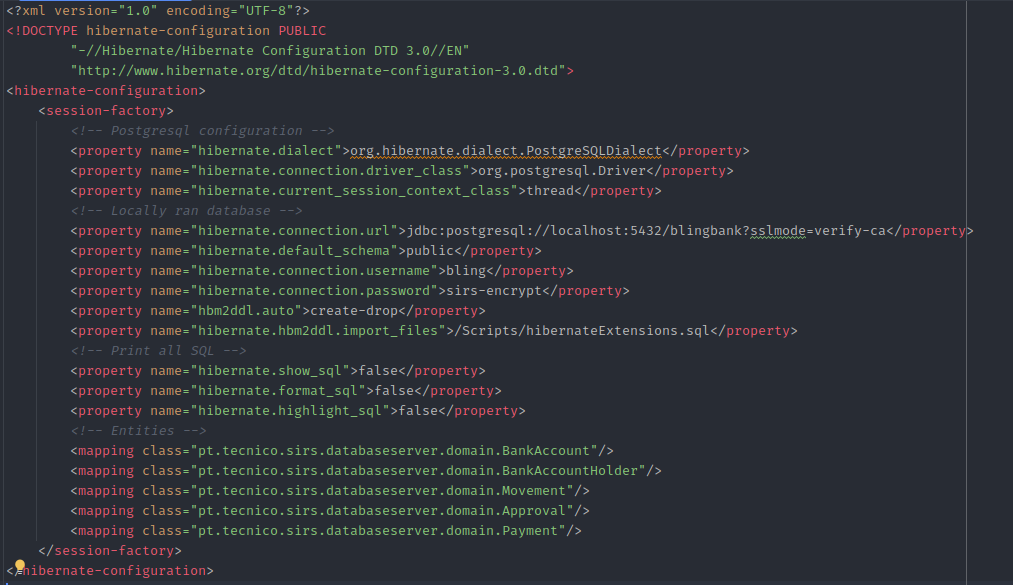 <?xml version="1.0" encoding="UTF-8"?>
<!DOCTYPE hibernate-configuration PUBLIC
        "-//Hibernate/Hibernate Configuration DTD 3.0//EN"
        "http://www.hibernate.org/dtd/hibernate-configuration-3.0.dtd">
<hibernate-configuration>
    <session-factory>
        <!-- Postgresql configuration -->
        <property name="hibernate.dialect">org.hibernate.dialect.PostgreSQLDialect</property>
        <property name="hibernate.connection.driver_class">org.postgresql.Driver</property>
        <property name="hibernate.current_session_context_class">thread</property>
        <!-- Locally ran database -->
        <property name="hibernate.connection.url">jdbc:postgresql://localhost:5432/blingbank?sslmode=verify-ca</property>
        <property name="hibernate.default_schema">public</property>
        <property name="hibernate.connection.username">bling</property>
        <property name="hibernate.connection.password">sirs-encrypt</property>
        <property name="hbm2ddl.auto">create-drop</property>
        <property name="hibernate.hbm2ddl.import_files">/Scripts/hibernateExtensions.sql</property>
        <!-- Print all SQL -->
        <property name="hibernate.show_sql">false</property>
        <property name="hibernate.format_sql">false</property>
        <property name="hibernate.highlight_sql">false</property>
        <!-- Entities -->
        <mapping class="pt.tecnico.sirs.databaseserver.domain.BankAccount"/>
        <mapping class="pt.tecnico.sirs.databaseserver.domain.BankAccountHolder"/>
        <mapping class="pt.tecnico.sirs.databaseserver.domain.Movement"/>
        <mapping class="pt.tecnico.sirs.databaseserver.domain.Approval"/>
        <mapping class="pt.tecnico.sirs.databaseserver.domain.Payment"/>
    </session-factory>
</hibernate-configuration>